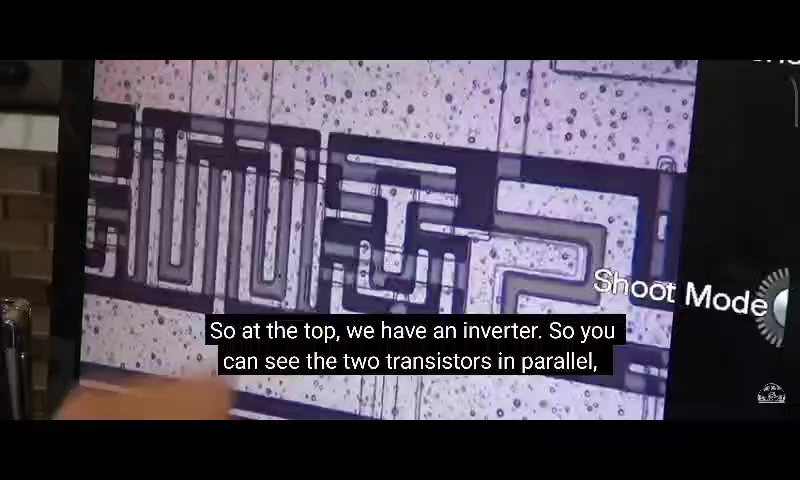 Shoot Mode
So at the top, we have an inverter. So you
can see the two transistors in parallel,